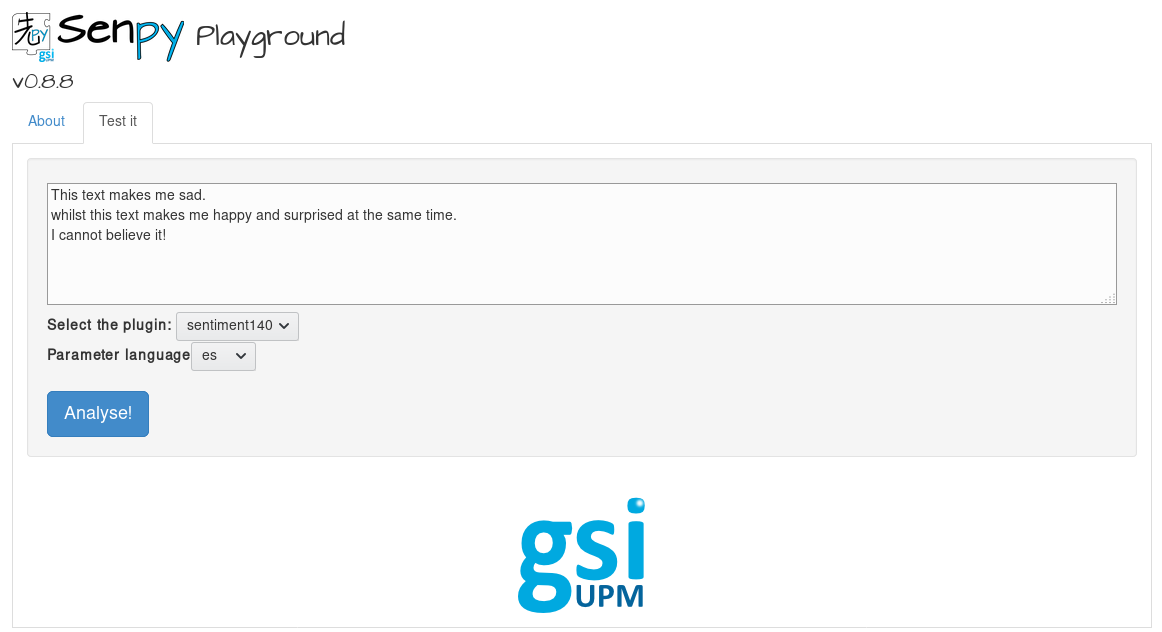 先
PY
gsi
Senpy Playground
v0.8.8
About
Test it
This text makes me sad.
whilst this text makes me happy and surprised at the same time.
I cannot believe it!
Select the plugin: sentiment140
Parameter language es
Analyse!
gsi
UPM